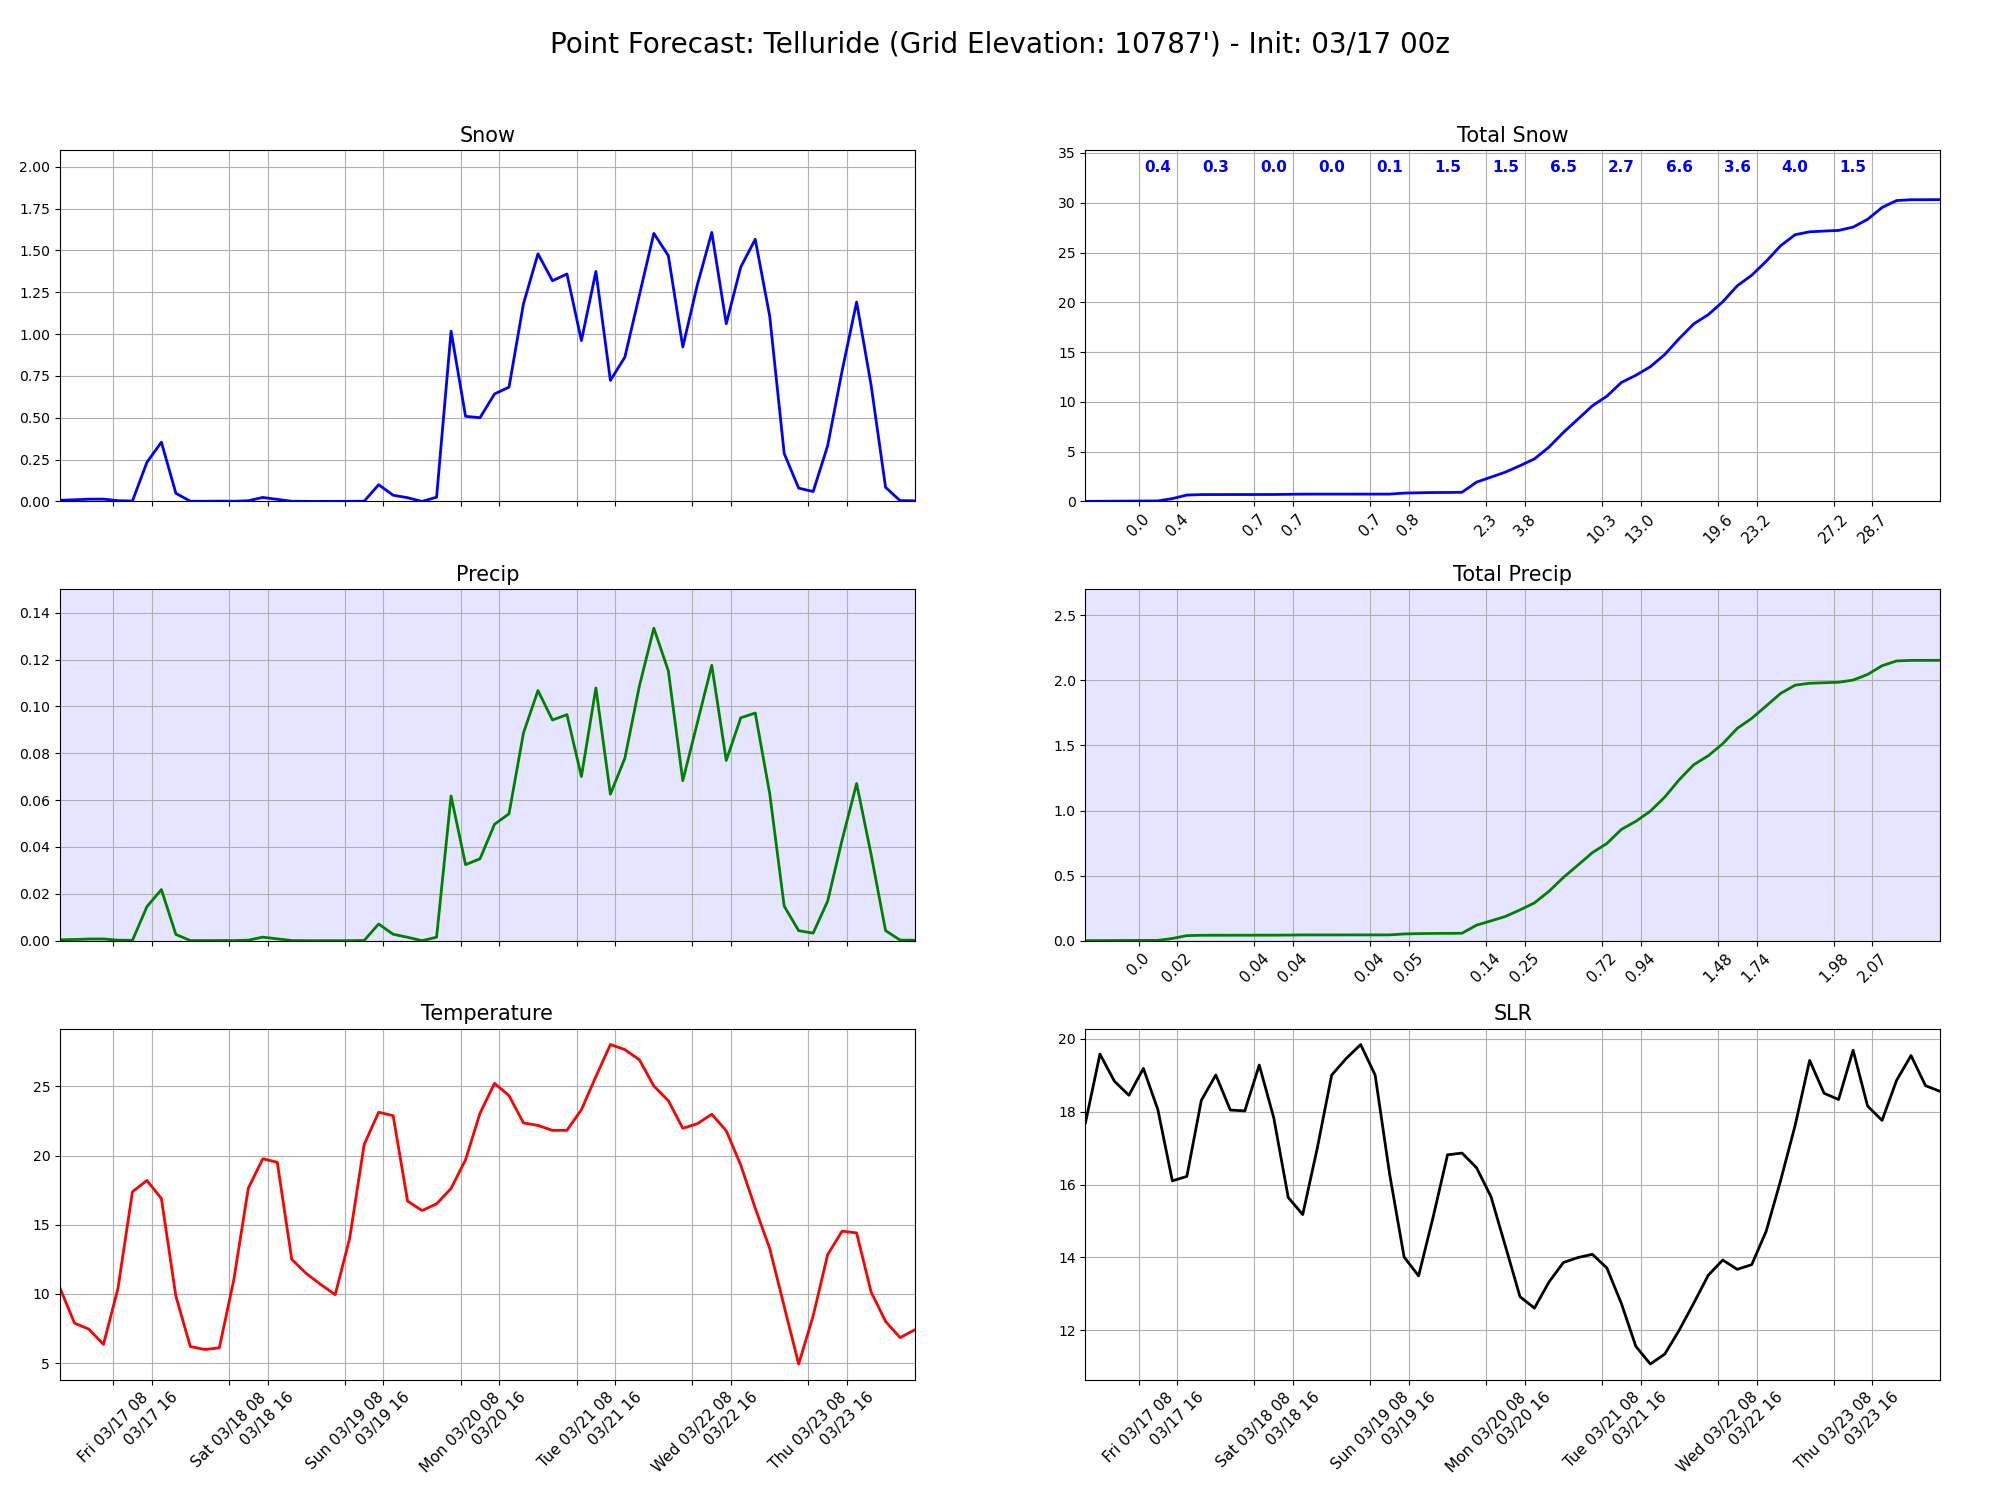 Point Forecast: Telluride (Grid Elevation: 10787') - Init: 03/17 00z
Snow
2.00
1.75
1.50
1.25
1.00
0.75
0.50
0.25
0.00
Total Snow
0.4 0.3 0.0 0.0 0.1 1.5 1.5 6.5 2.7 6.6 3.6 4.0 1.5
35
30
25
20
15
10
5
0
0.0 0.4 0.7 0.7 0.7 0.8 2.3 3.8 10.3 13.0 19.6 23.2 27.2 28.7
Precip
0.14
0.12
0.10
0.08
0.06
0.04
0.02
0.00
Total Precip
2.5
2.0
1.5
1.0
0.5
0.0
0.0 0.02 0.04 0.04 0.04 0.05 0.14 0.25 0.72 0.94 1.48 1.74 1.98 2.07
Temperature
25
20
15
10
5
Fri 03/17 08
03/17 16
Sat 03/18 08
03/18 16
Sun 03/19 08
03/19 16
Mon 03/20 08
03/20 16
Tue 03/21 08
03/21 16
Wed 03/22 08
03/22 16
Thu 03/23 08
03/23 16
SLR
20
18
16
14
12
Fri 03/17 08
03/17 16
Sat 03/18 08
03/18 16
Sun 03/19 08
03/19 16
Mon 03/20 08
03/20 16
Tue 03/21 08
03/21 16
Wed 03/22 08
03/22 16
Thu 03/23 08
03/23 16